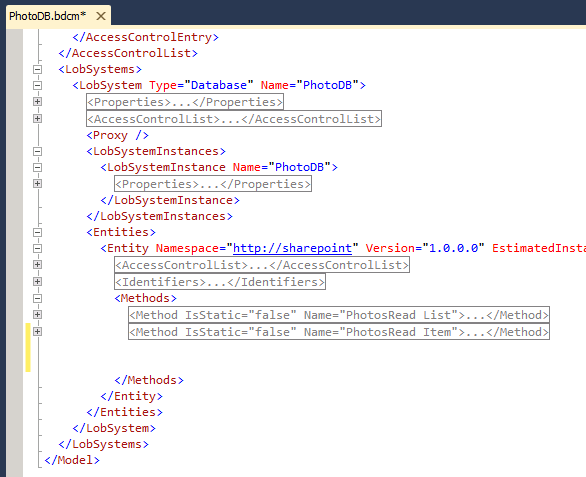 PhotoDB.bdcm*
</AccessControlEntry>
</AccessControlList>
<LobSystems>
<LobSystem Type="Database" Name="PhotoDB">
<Properties>...</Properties>
<AccessControlList>...</AccessControlList>
<Proxy />
<LobSystemInstances>
<LobSystemInstance Name="PhotoDB">
<Properties>...</Properties>
</LobSystemInstance>
</LobSystemInstances>
<Entities>
<Entity Namespace="http://sharepoint" Version="1.0.0.0" EstimatedInsta
<AccessControlList>...</AccessControlList>
<Identifiers>...</Identifiers>
<Methods>
<Method IsStatic="false" Name="PhotosRead List">...</Method>
<Method IsStatic="false" Name="PhotosRead Item">...</Method>
</Methods>
</Entity>
</Entities>
</LobSystem>
</LobSystems>
</Model>